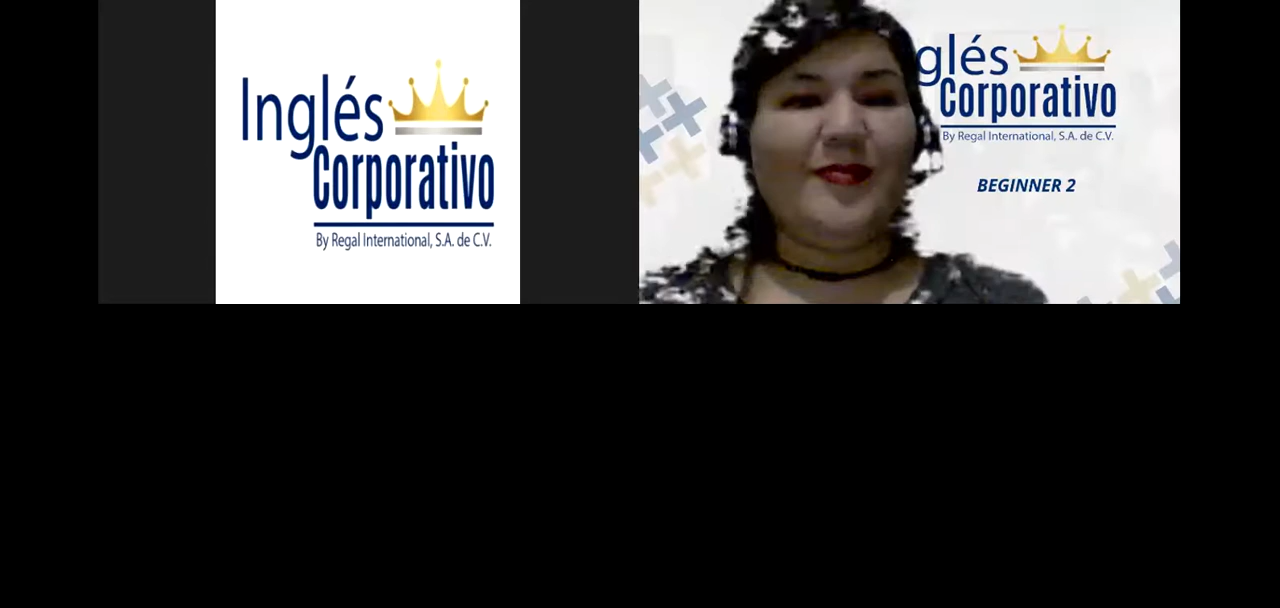 Inglés
Corporativo
By Regal International, S.A. de C.V.
glés
Corporativo
By Regal International, S.A. de C.V.
BEGINNER 2